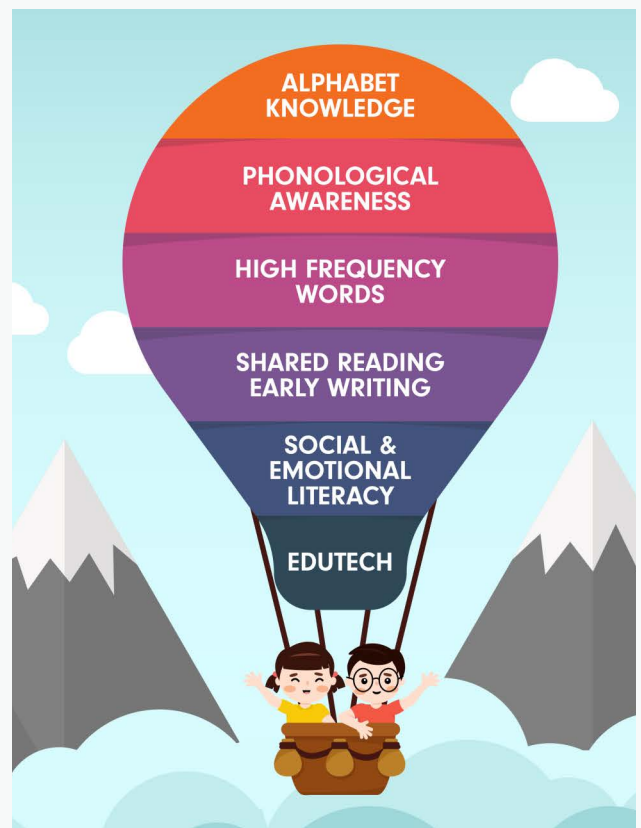 ALPHABET
KNOWLEDGE
PHONOLOGICAL
AWARENESS
HIGH FREQUENCY
WORDS
SHARED READING
EARLY WRITING
SOCIAL &
EMOTIONAL
LITERACY
EDUTECH